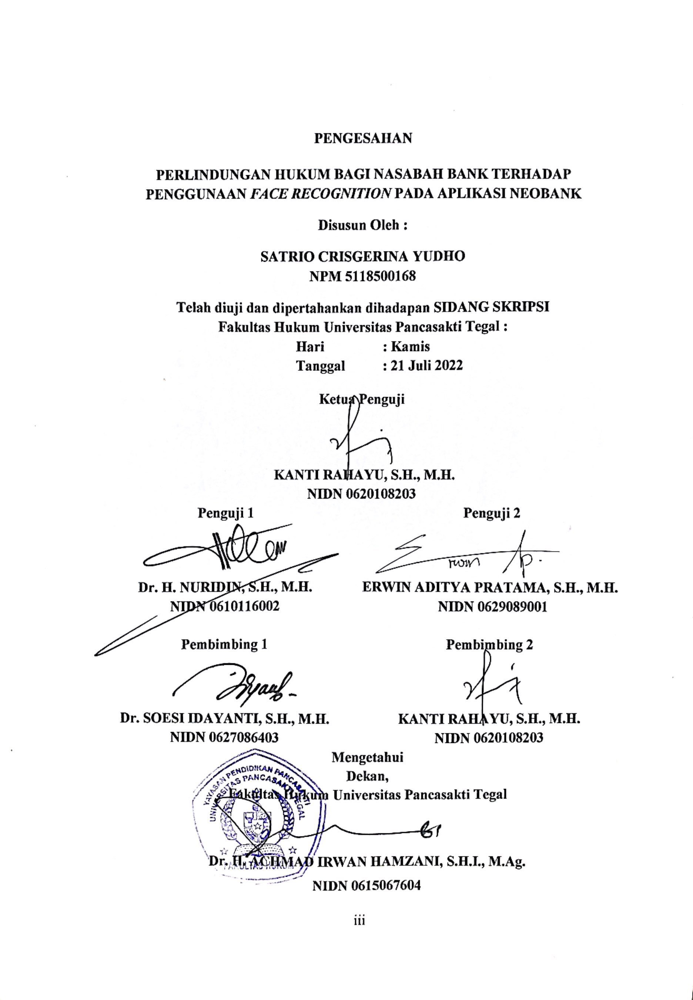 PENGESAHAN
PERLINDUNGAN HUKUM BAGI NASABAH BANK TERHADAP
PENGGUNAAN FACE RECOGNITION PADA APLIKASI NEOBANK
Disusun Oleh :
SATRIO CRISGERINA YUDHO
NPM 5118500168
Telah diuji dan dipertahankan dihadapan SIDANG SKRIPSI
Fakultas Hukum Universitas Pancasakti Tegal :
Hari : Kamis
Tanggal : 21 Juli 2022
Ketua Penguji
KANTI RAHAYU, S.H., M.H.
NIDN 0620108203
Penguji 1 Penguji 2
Erwin Ap.
Dr. H. NURIDIN, S.H., M.H. ERWIN ADITYA PRATAMA, S.H., M.H.
NIDN 0610116002 NIDN 0629089001
Pembimbing 1 Pembimbing 2
Dr. SOESI IDAYANTI, S.H., M.H. KANTI RAHAYU, S.H., M.H.
NIDN 0627086403 NIDN 0620108203
Mengetahui
Dekan,
Fakultas Hukum Universitas Pancasakti Tegal
YAYASAN PENDIDIKAN PANCASAKTI
UNIVERSITAS PANCASAKTI TEGAL
FAKULTAS HUKUM
Dr. H. ACHMAD IRWAN HAMZANI, S.H.I., M.Ag.
NIDN 0615067604
iii